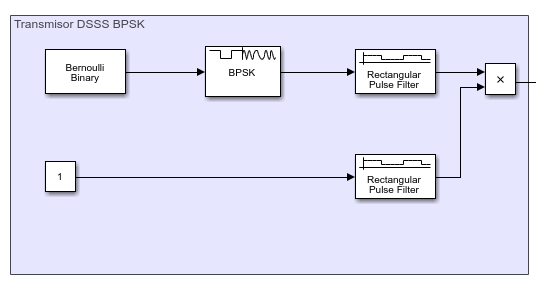 Transmisor DSSS BPSK
Bernoulli
Binary
BPSK
Rectangular
Pulse Filter
×
1
Rectangular
Pulse Filter